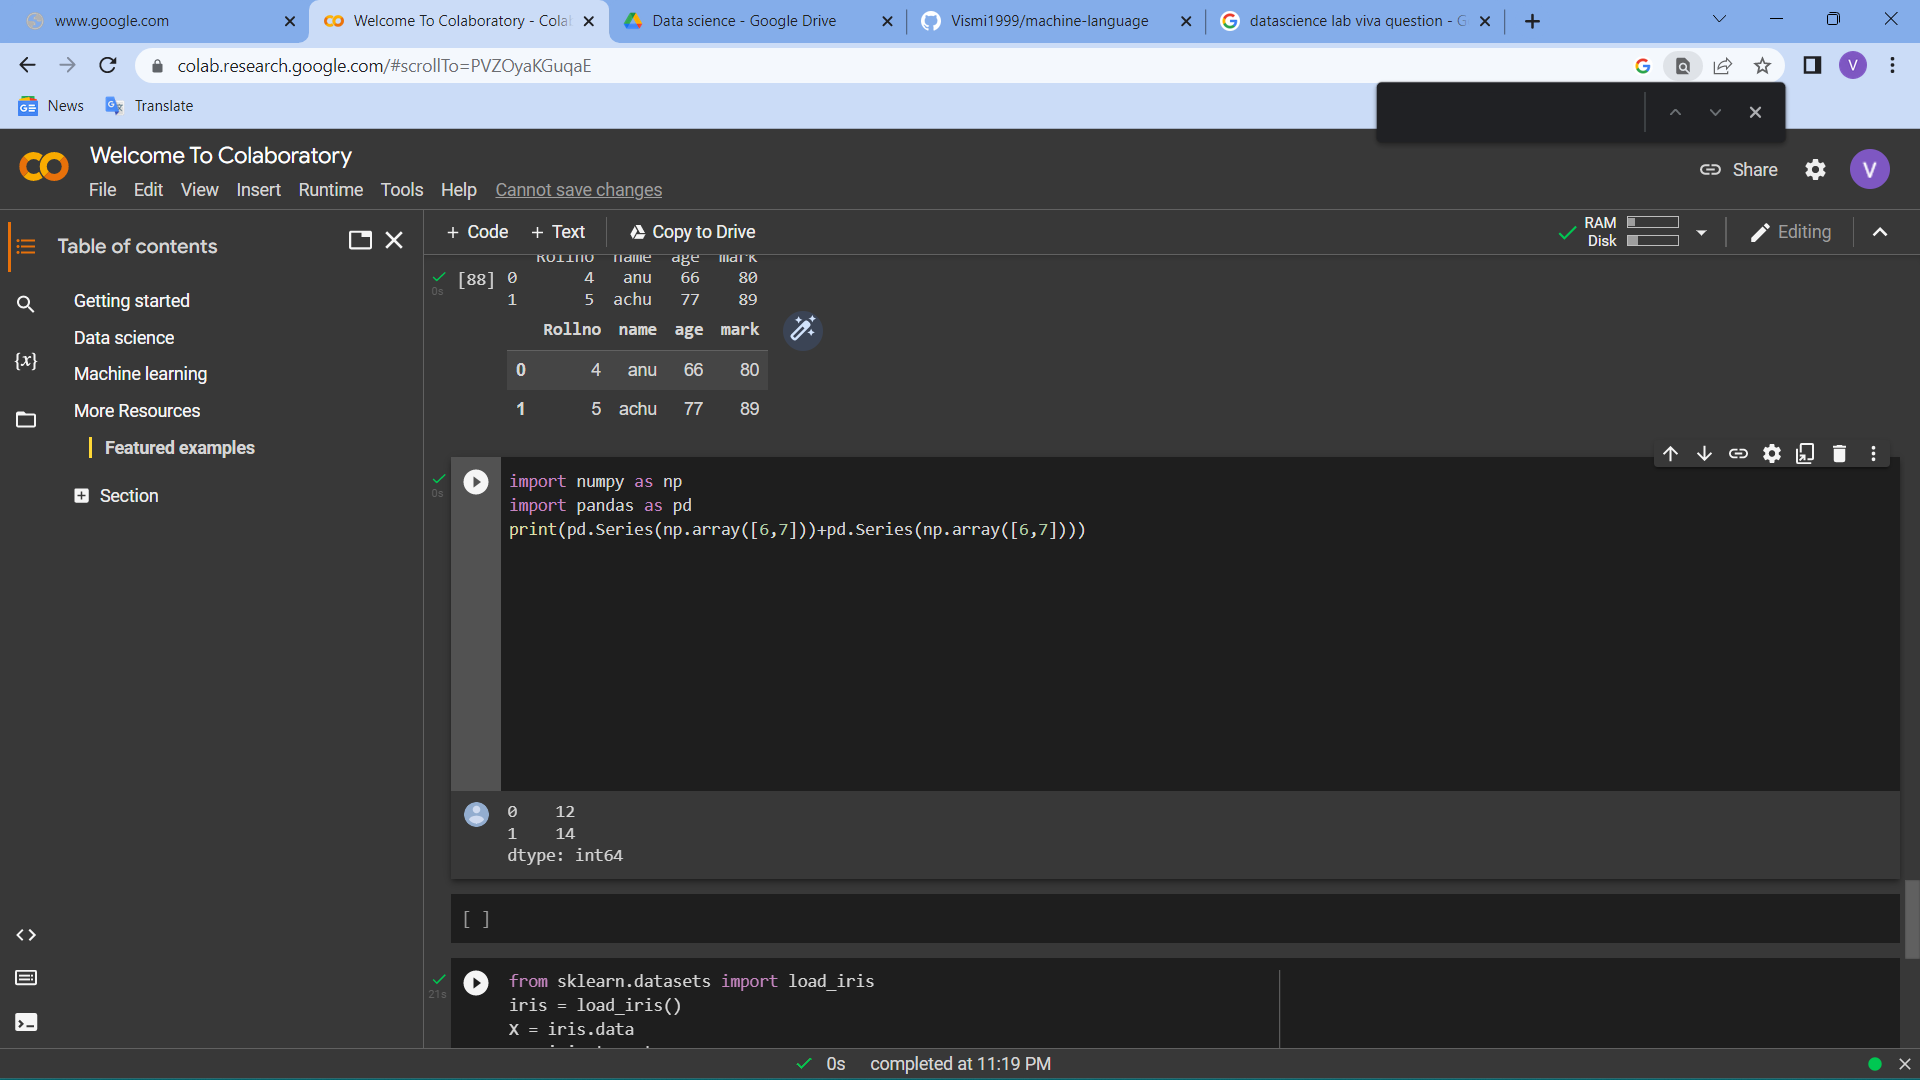 www.google.com
Welcome To Colaboratory - Cola
Data science - Google Drive
Vismi1999/machine-language
datascience lab viva question - G
colab.research.google.com/#scrollTo=PVZOyaKGuqaE
V
News
Translate
Welcome To Colaboratory
File Edit View Insert Runtime Tools Help Cannot save changes
Share
V
Table of contents
+ Code + Text Copy to Drive
RAM
Disk
Editing
Getting started
Data science
Machine learning
More Resources
Featured examples
Section
{x}
Rollno name age mark
0s
[88] 0 4 anu 66 80
1 5 achu 77 89
Rollno name age mark
0 4 anu 66 80
1 5 achu 77 89
0s
import numpy as np
import pandas as pd
print(pd.Series(np.array([6,7]))+pd.Series(np.array([6,7])))
0 12
1 14
dtype: int64
[ ]
21s
from sklearn.datasets import load_iris
iris = load_iris()
X = iris.data
0s completed at 11:19 PM